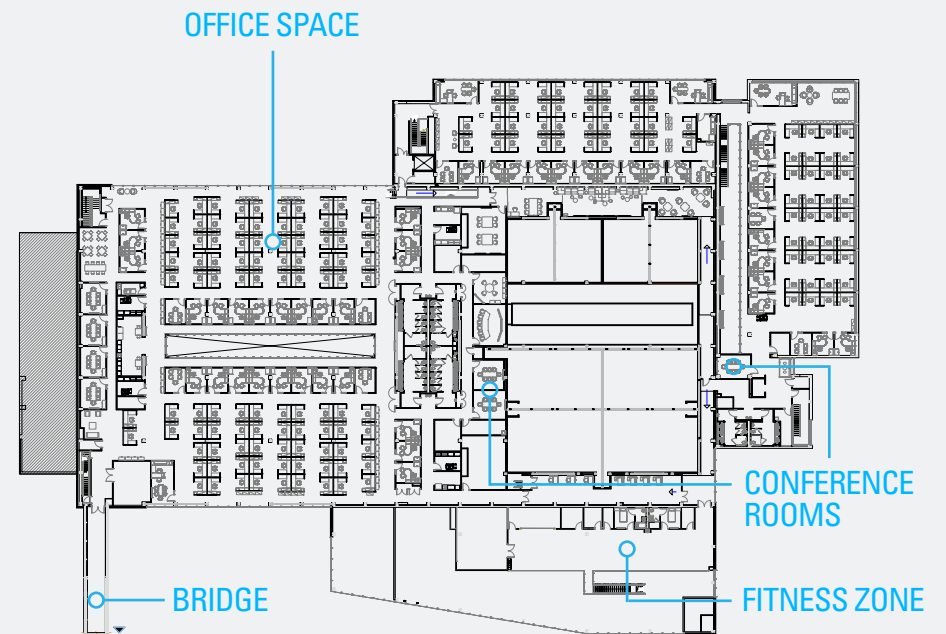 OFFICE SPACE
CONFERENCE
ROOMS
BRIDGE
FITNESS ZONE